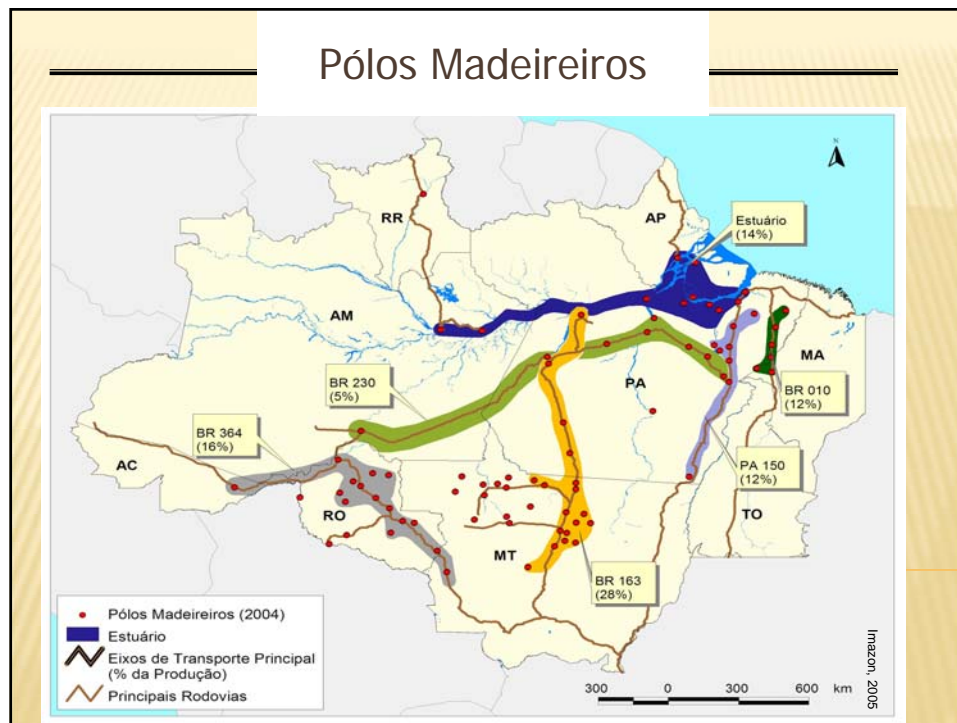 Pólos Madeireiros
N
RR
AP
Estuário
(14%)
AM
MA
BR 230
(5%)
PA
BR 010
(12%)
BR 364
(16%)
AC
PA 150
(12%)
RO
TO
MT
BR 163
(28%)
Pólos Madeireiros (2004)
Estuário
Eixos de Transporte Principal
(% da Produção)
Principais Rodovias
300 0 300 600 km
Imazon, 2005